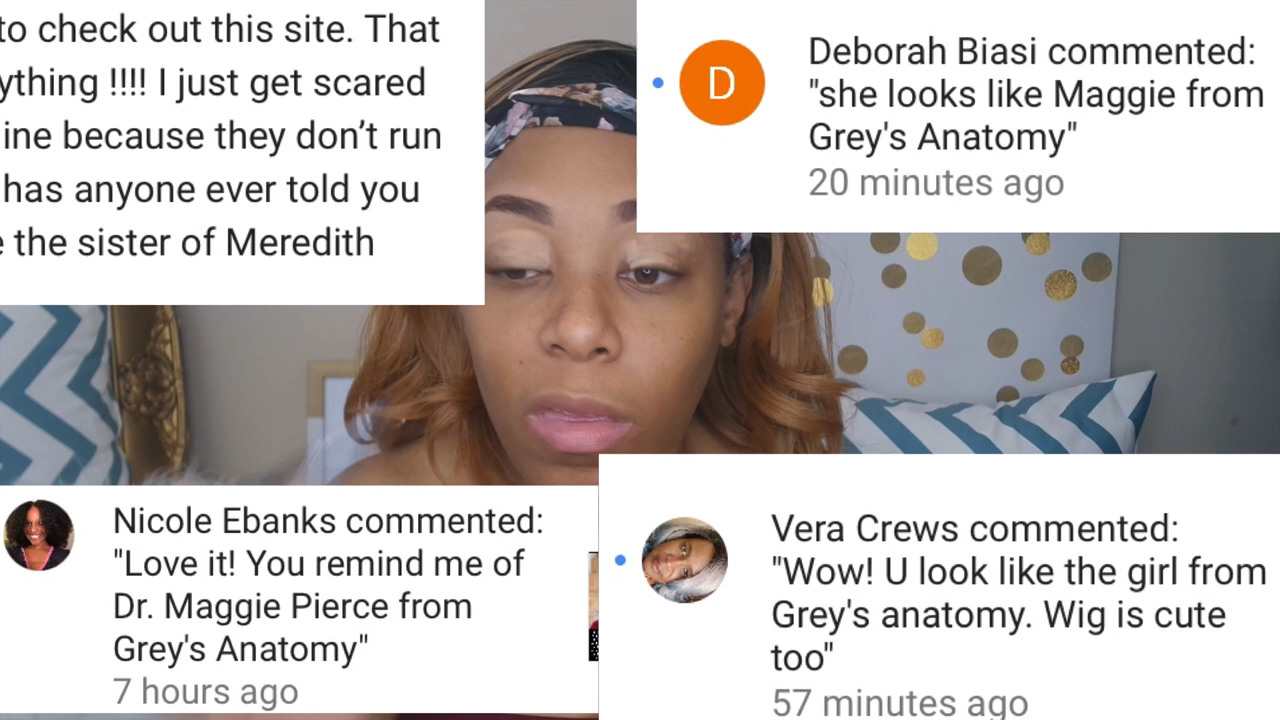 to check out this site. That
ything !!!! I just get scared
ine because they don’t run
has anyone ever told you
e the sister of Meredith
D
Deborah Biasi commented:
"she looks like Maggie from
Grey's Anatomy"
20 minutes ago
Nicole Ebanks commented:
"Love it! You remind me of
Dr. Maggie Pierce from
Grey's Anatomy"
7 hours ago
Vera Crews commented:
"Wow! U look like the girl from
Grey's anatomy. Wig is cute
too"
57 minutes ago